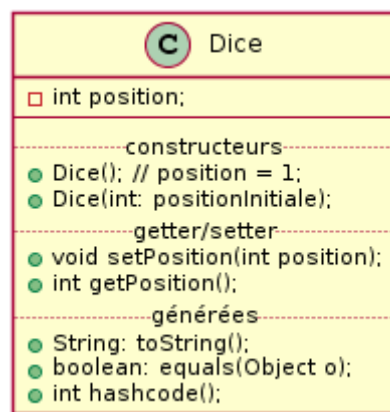 C Dice
int position;
constructeurs
Dice(); // position = 1;
Dice(int: positionInitiale);
getter/setter
void setPosition(int position);
int getPosition();
générées
String: toString();
boolean: equals(Object o);
int hashcode();